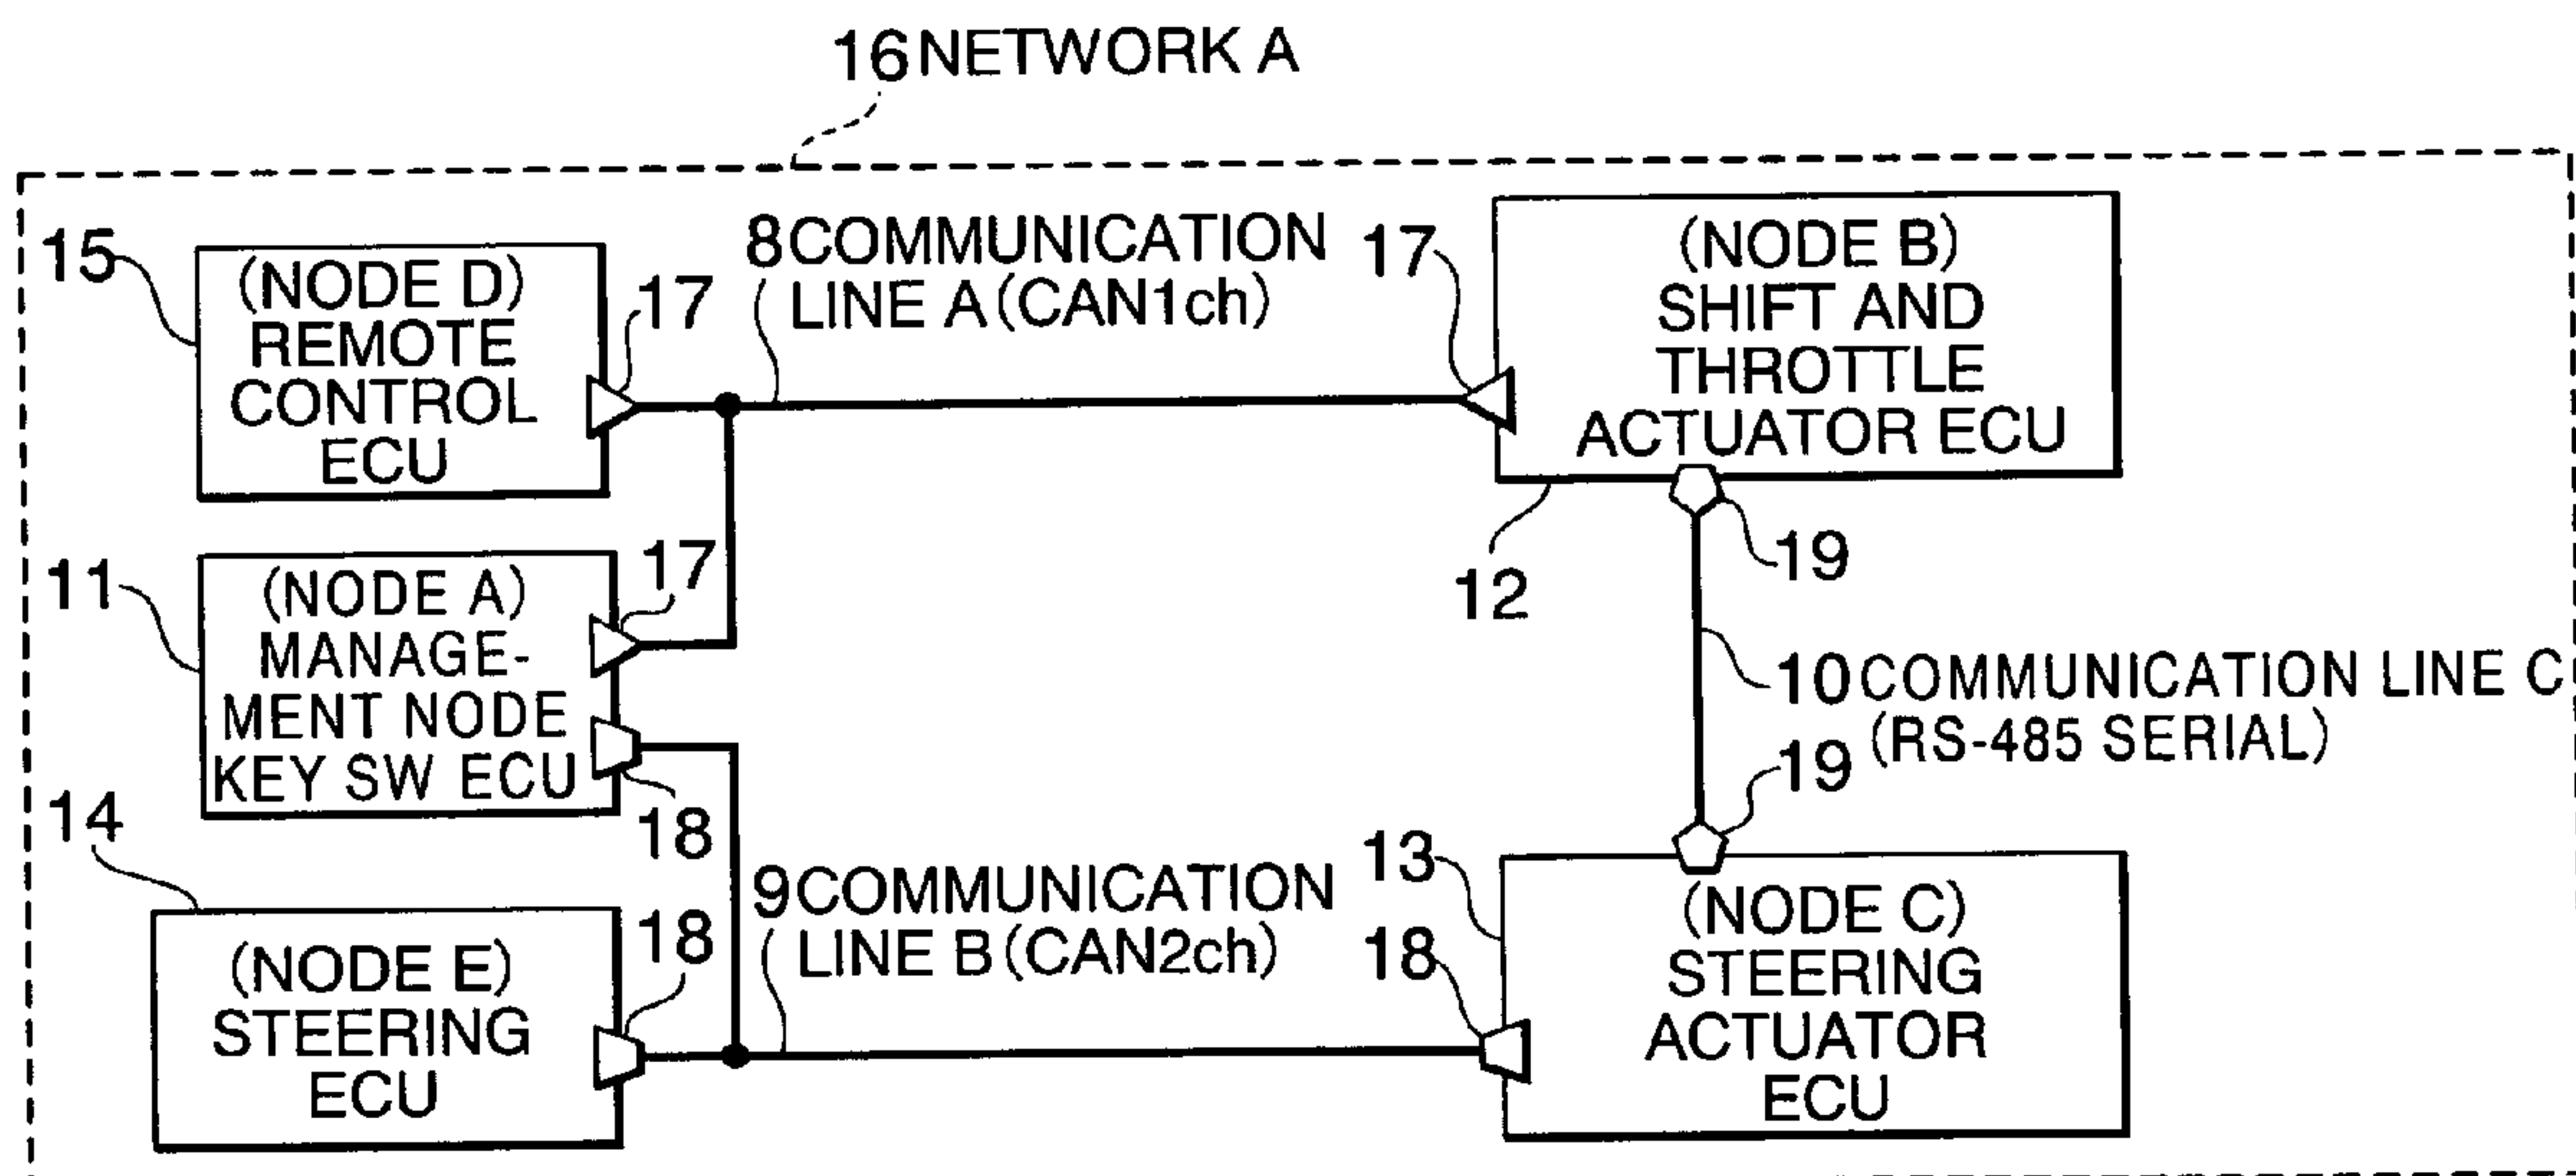 16 NETWORK A
15
(NODE D)
REMOTE
CONTROL
ECU
17
8 COMMUNICATION
LINE A (CAN1ch)
17
(NODE B)
SHIFT AND
THROTTLE
ACTUATOR ECU
12
19
11
(NODE A)
MANAGE-
MENT NODE
KEY SW ECU
17
18
10 COMMUNICATION LINE C
(RS-485 SERIAL)
19
14
(NODE E)
STEERING
ECU
18
9 COMMUNICATION
LINE B (CAN2ch)
13
18
(NODE C)
STEERING
ACTUATOR
ECU